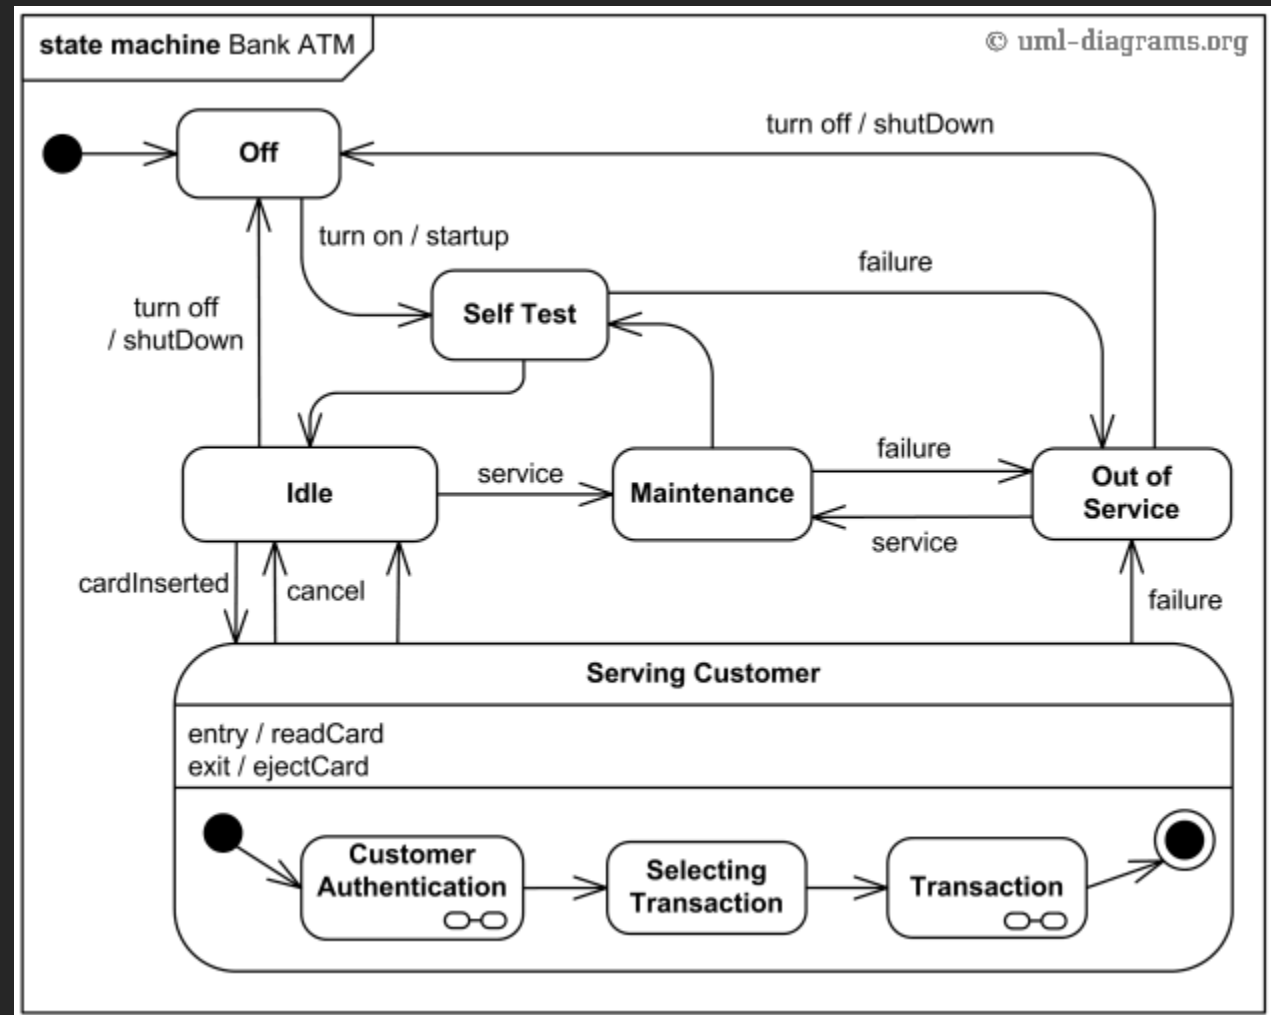 state machine Bank ATM
© uml-diagrams.org
turn off / shutDown
Off
turn on / startup
failure
turn off
/ shutDown
Self Test
Idle
service
Maintenance
failure
service
Out of
Service
cardInserted
cancel
failure
Serving Customer
entry / readCard
exit / ejectCard
Customer
Authentication
Selecting
Transaction
Transaction